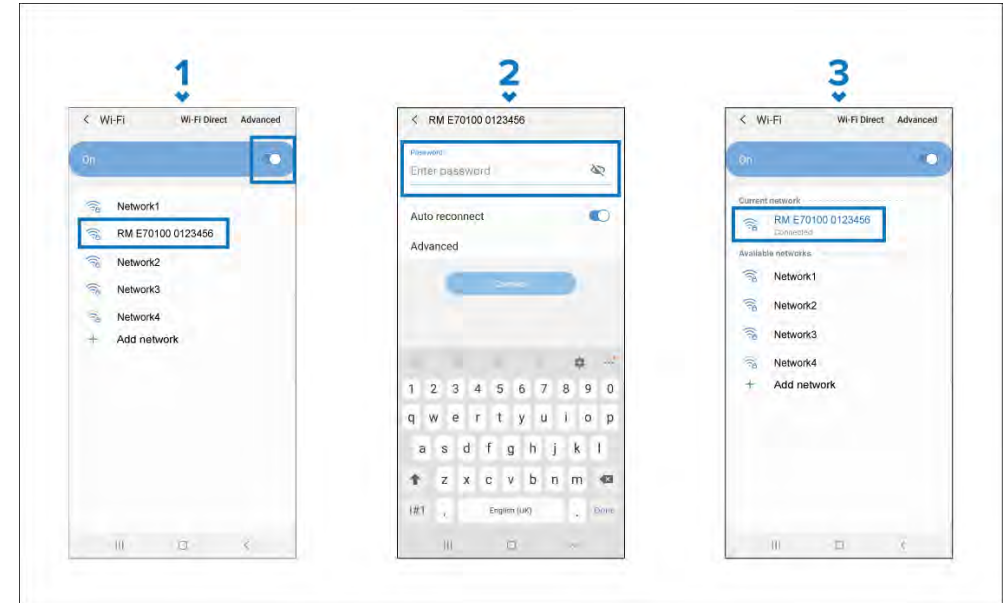 1
< Wi-Fi Wi-Fi Direct Advanced
On
Network1
RM E70100 0123456
Network2
Network3
Network4
+ Add network
2
< RM E70100 0123456
Password
Enter password
Auto reconnect
Advanced
Connect
1 2 3 4 5 6 7 8 9 0
q w e r t y u i o p
a s d f g h j k l
z x c v b n m
!#1 , English (UK) . Done
3
< Wi-Fi Wi-Fi Direct Advanced
On
Current network
RM E70100 0123456
Connected
Available networks
Network1
Network2
Network3
Network4
+ Add network